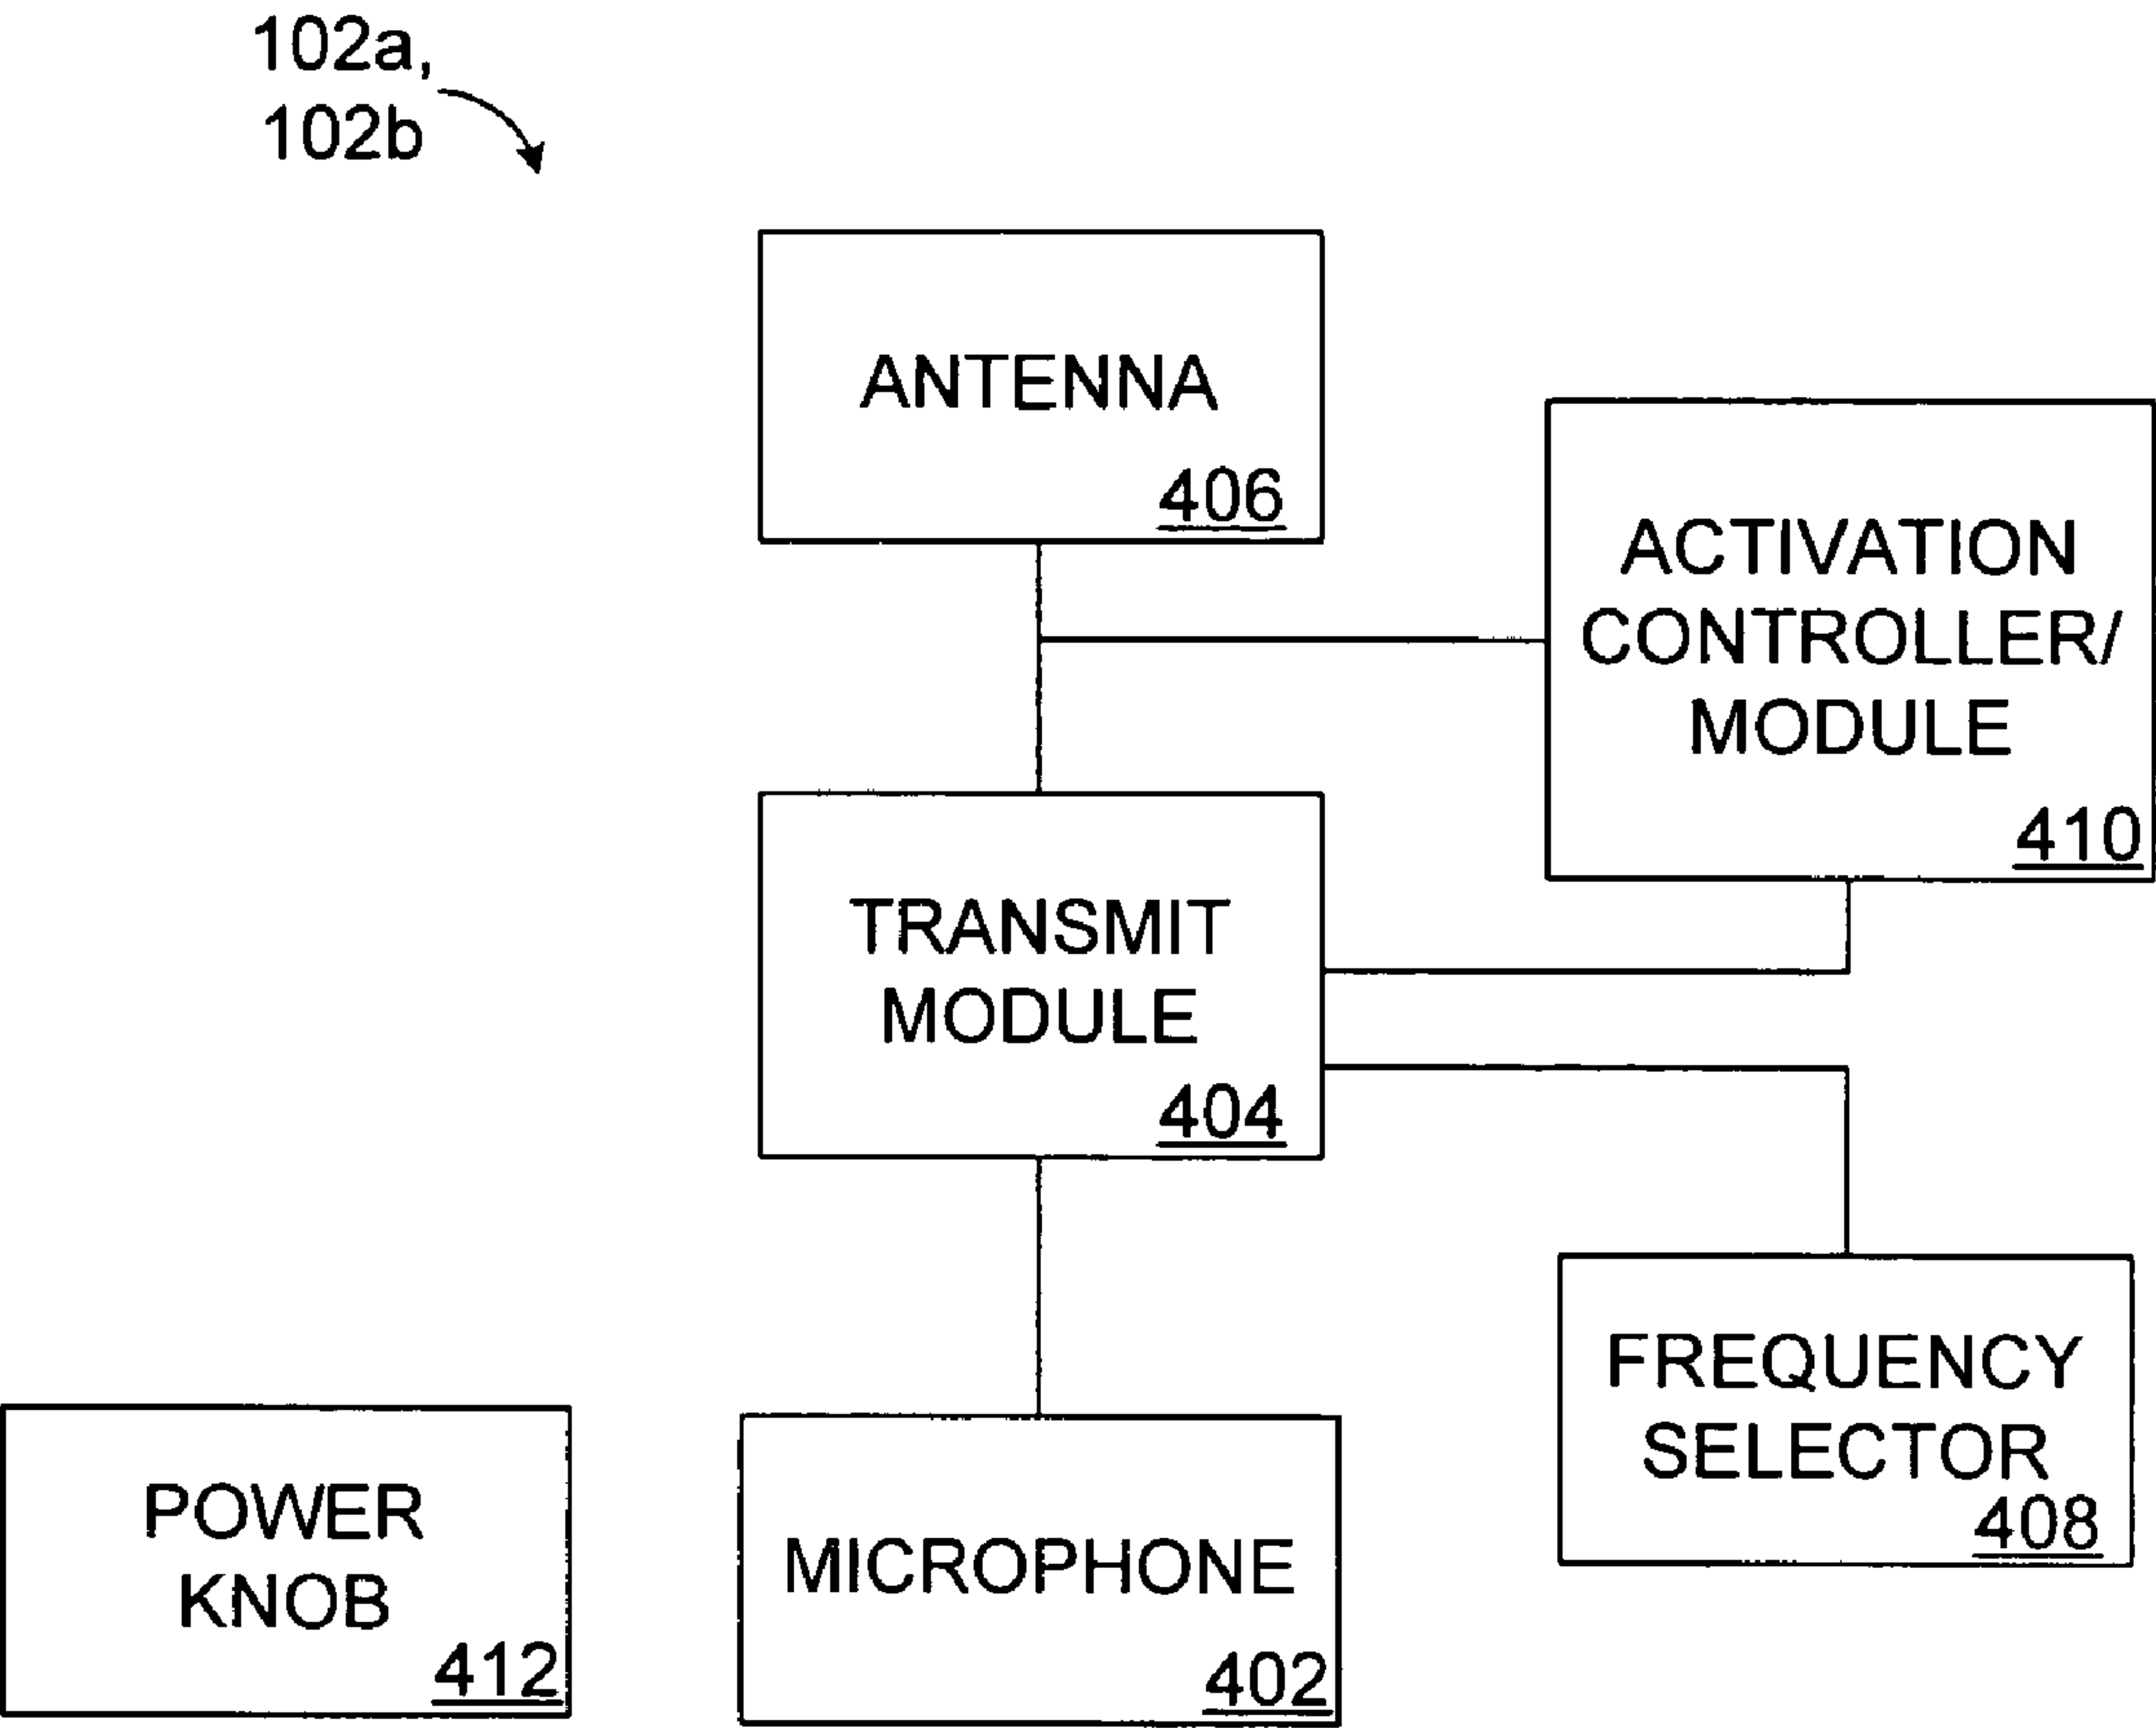 102a,
102b
ANTENNA
406
ACTIVATION
CONTROLLER/
MODULE
410
TRANSMIT
MODULE
404
FREQUENCY
SELECTOR
408
POWER
KNOB
412
MICROPHONE
402